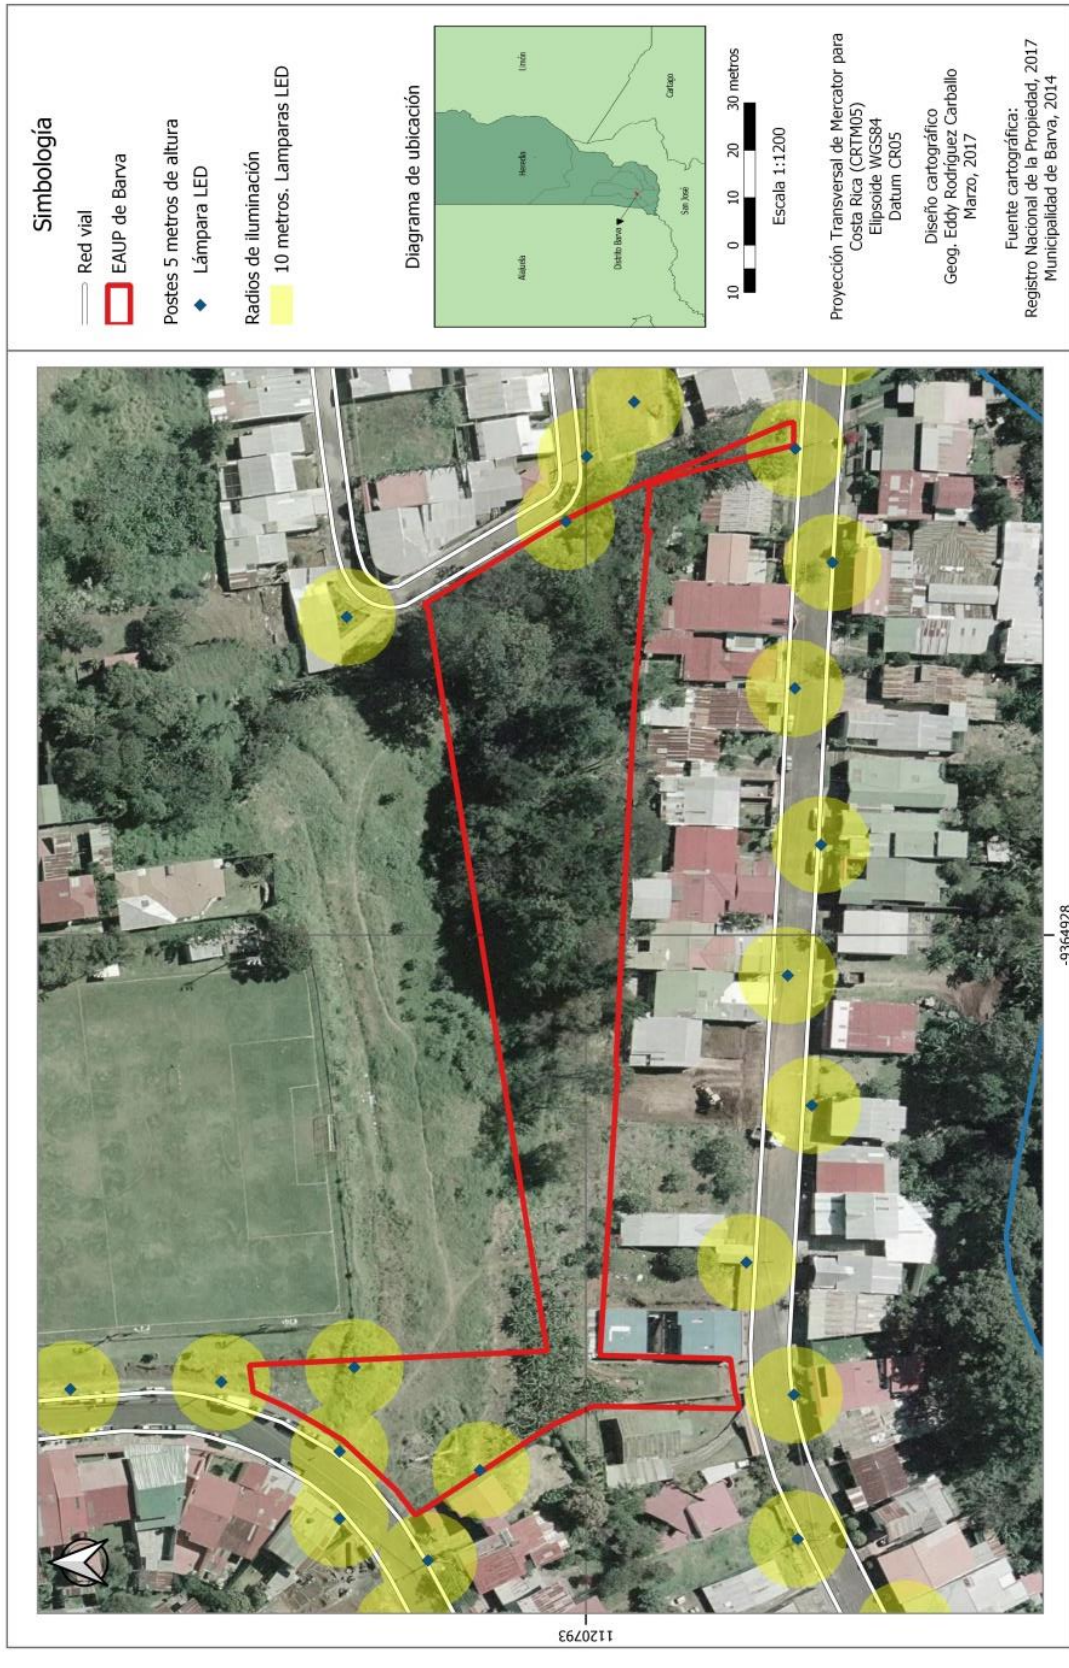 Simbología
Red vial
EAUP de Barva
Postes 5 metros de altura
Lámpara LED
Radios de iluminación
10 metros. Lamparas LED
Diagrama de ubicación
Limón
Heredia
Alajuela
Cartago
San José
Distrito Barva
10 0 10 20 30 metros
Escala 1:1200
Proyección Transversal de Mercator para
Costa Rica (CRTM05)
Elipsoide WGS84
Datum CR05
Diseño cartográfico
Geog. Eddy Rodríguez Carballo
Marzo, 2017
Fuente cartográfica:
Registro Nacional de la Propiedad, 2017
Municipalidad de Barva, 2014
-9364928
1120793